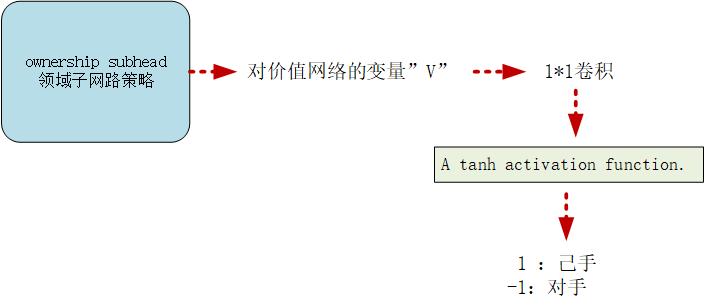 ownership subhead
领域子网路策略
对价值网络的变量”V”
1*1卷积
A tanh activation function.
1 : 己手
-1: 对手